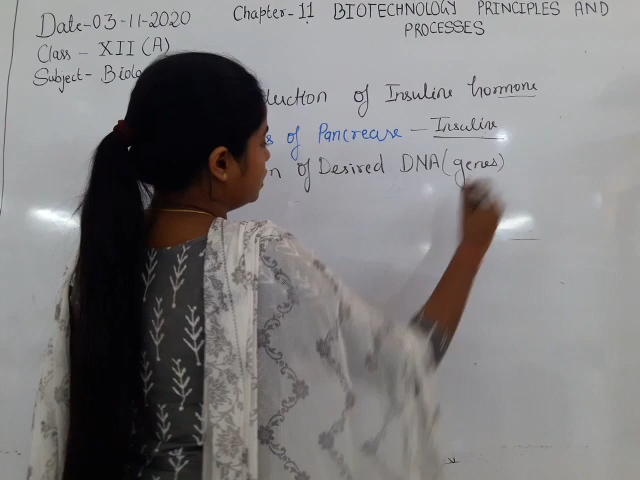 Date-03-11-2020
Chapter-11 BIOTECHNOLOGY PRINCIPLES AND
PROCESSES
Class - XII (A)
Subject- Biolo
duction of Insuline hormone
s of Pancrease - Insuline
n of Desired DNA (genes)